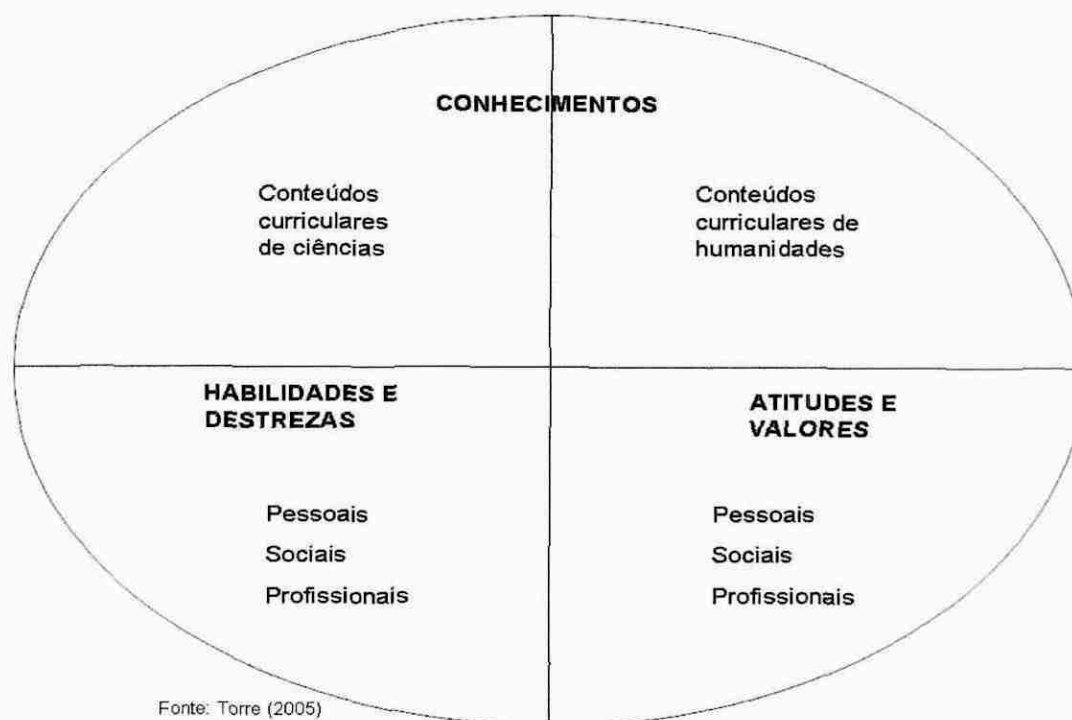 CONHECIMENTOS
Conteúdos
curriculares
de ciências
Conteúdos
curriculares de
humanidades
HABILIDADES E
DESTREZAS
Pessoais
Sociais
Profissionais
ATITUDES E
VALORES
Pessoais
Sociais
Profissionais
Fonte: Torre (2005)